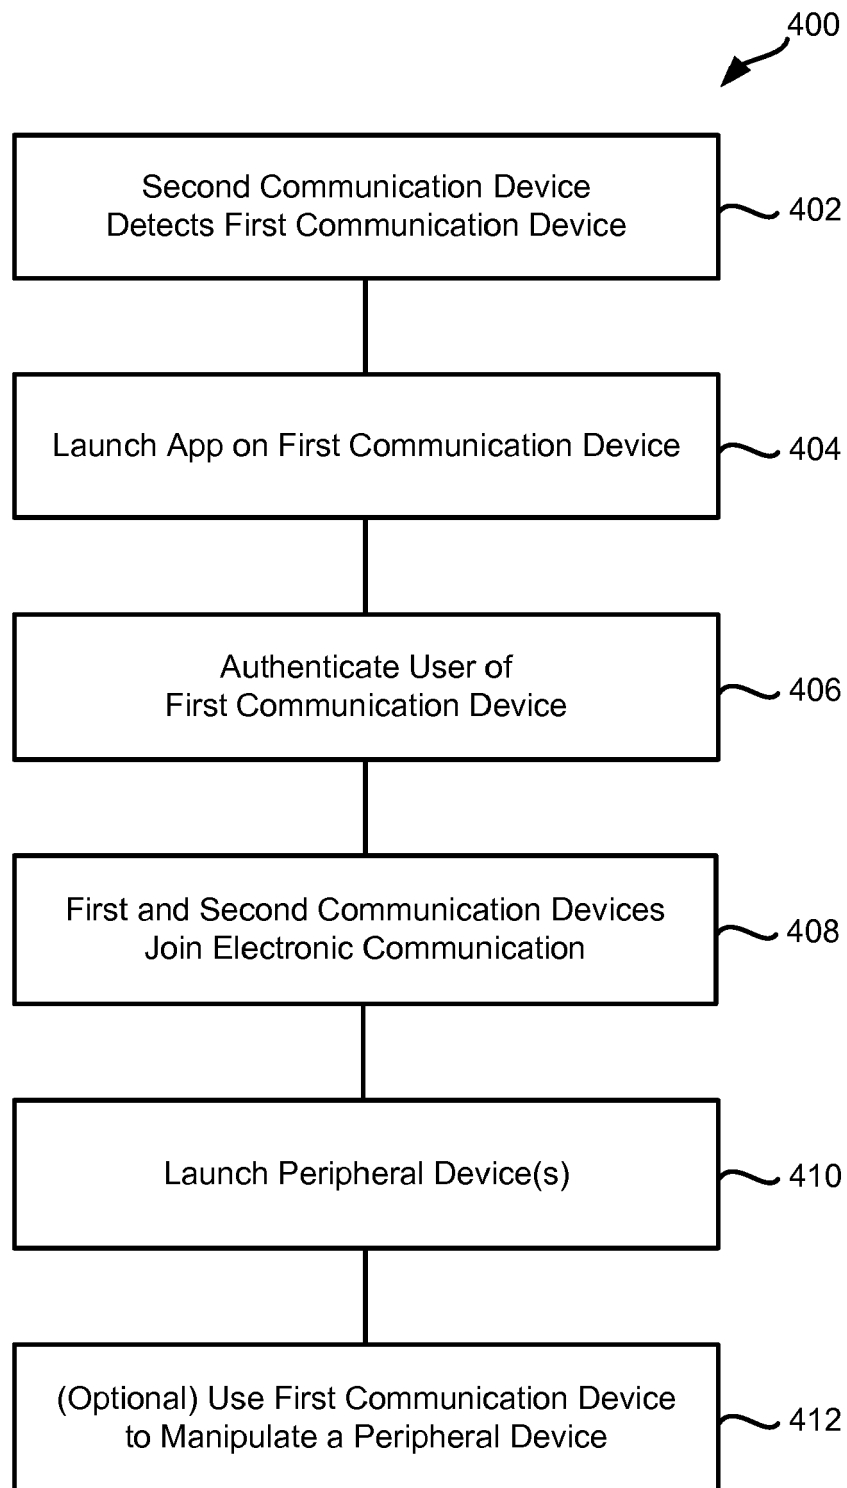 400
Second Communication Device
Detects First Communication Device
402
Launch App on First Communication Device
404
Authenticate User of
First Communication Device
406
First and Second Communication Devices
Join Electronic Communication
408
Launch Peripheral Device(s)
410
(Optional) Use First Communication Device
to Manipulate a Peripheral Device
412